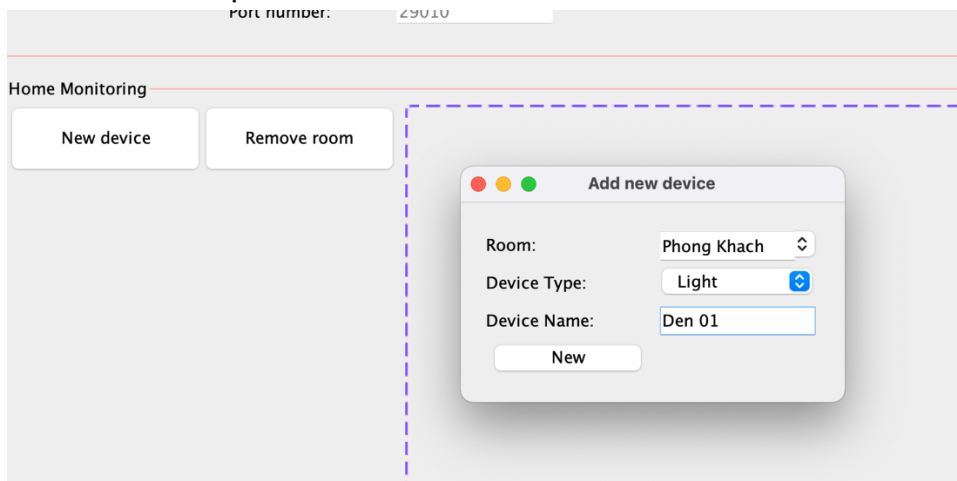 Port number: 29010
Home Monitoring
New device Remove room
Add new device
Room: Phong Khach
Device Type: Light
Device Name: Den 01
New